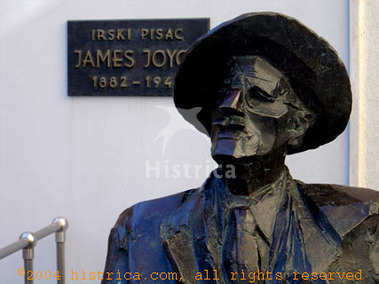 IRSKI PISAC
JAMES JOYC
1882-194
Histrica
©2004 histrica.com, all rights reserved